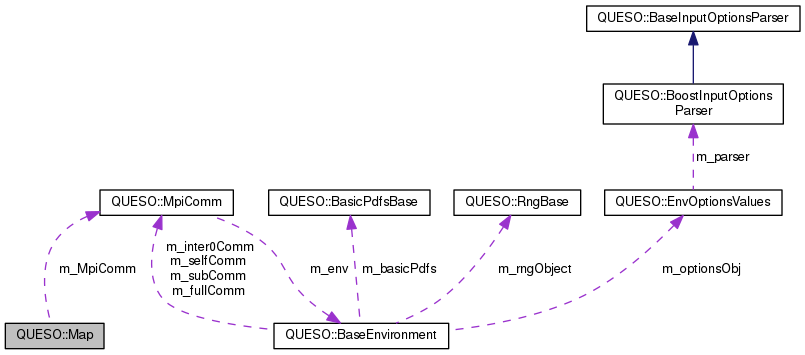 QUESO::BaseInputOptionsParser
QUESO::BoostInputOptions
Parser
m_parser
QUESO::MpiComm
QUESO::BasicPdfsBase
QUESO::RngBase
QUESO::EnvOptionsValues
m_MpiComm
m_inter0Comm
m_selfComm
m_subComm
m_fullComm
m_env
m_basicPdfs
m_rngObject
m_optionsObj
QUESO::Map
QUESO::BaseEnvironment